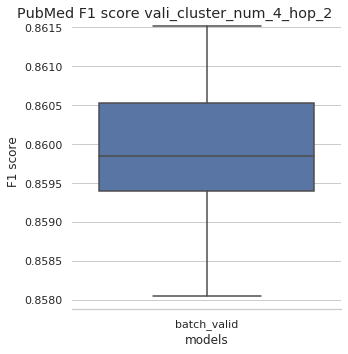 PubMed F1 score vali_cluster_num_4_hop_2
0.8615
0.8610
0.8605
0.8600
0.8595
0.8590
0.8585
0.8580
F1 score
batch_valid
models